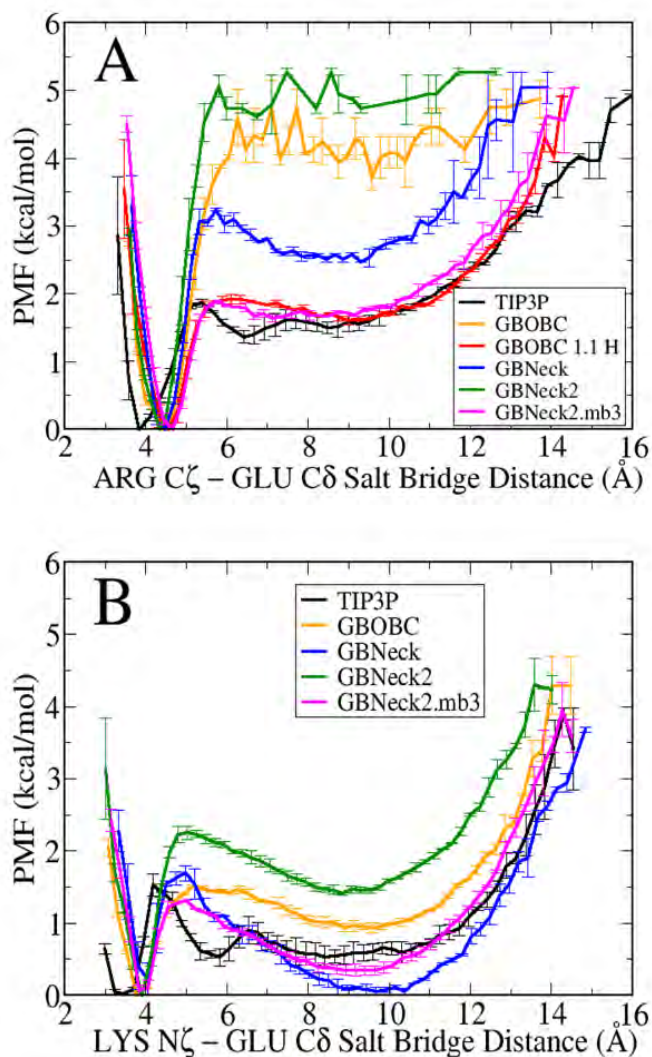 A
6
5
4
3
2
1
0
PMF (kcal/mol)
TIP3P
GBOBC
GBOBC 1.1 H
GBNeck
GBNeck2
GBNeck2.mb3
2 4 6 8 10 12 14 16
ARG Cζ − GLU Cδ Salt Bridge Distance (Å)
B
6
5
4
3
2
1
0
PMF (kcal/mol)
TIP3P
GBOBC
GBNeck
GBNeck2
GBNeck2.mb3
2 4 6 8 10 12 14 16
LYS Nζ − GLU Cδ Salt Bridge Distance (Å)